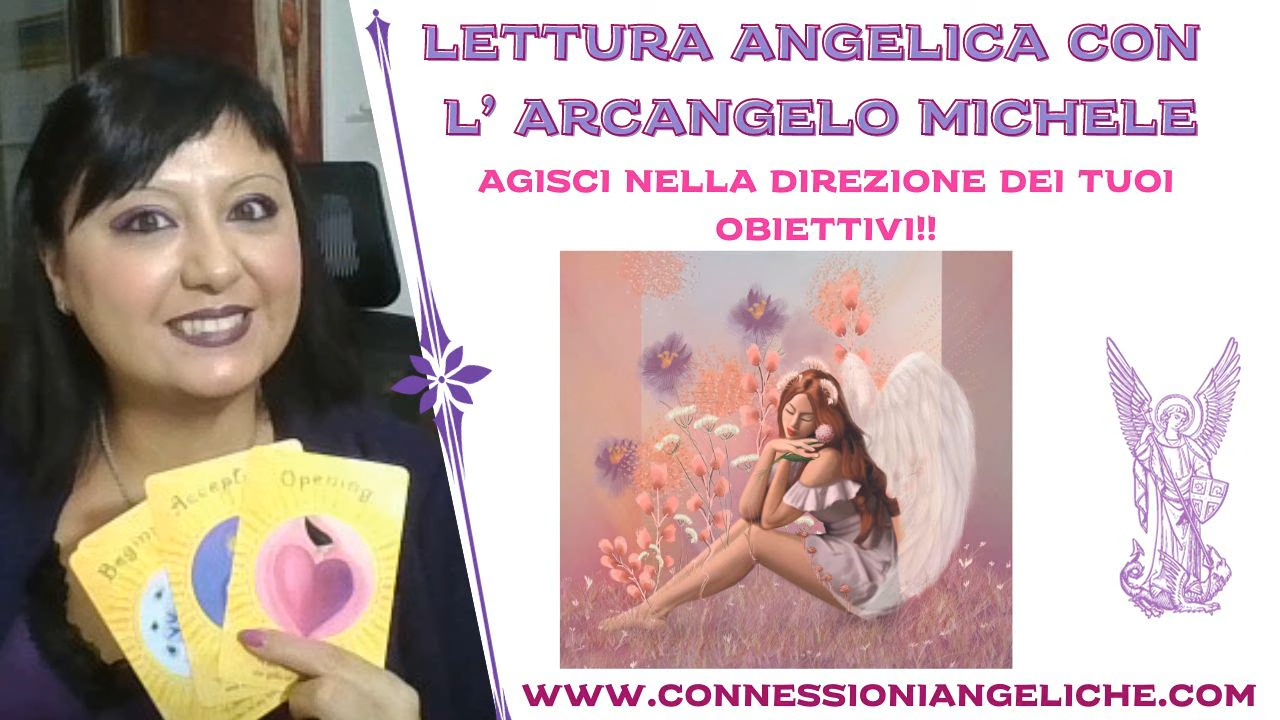 LETTURA ANGELICA CON
L' ARCANGELO MICHELE
AGISCI NELLA DIREZIONE DEI TUOI
OBIETTIVI!!
Opening
WWW.CONNESSIONIANGELICHE.COM